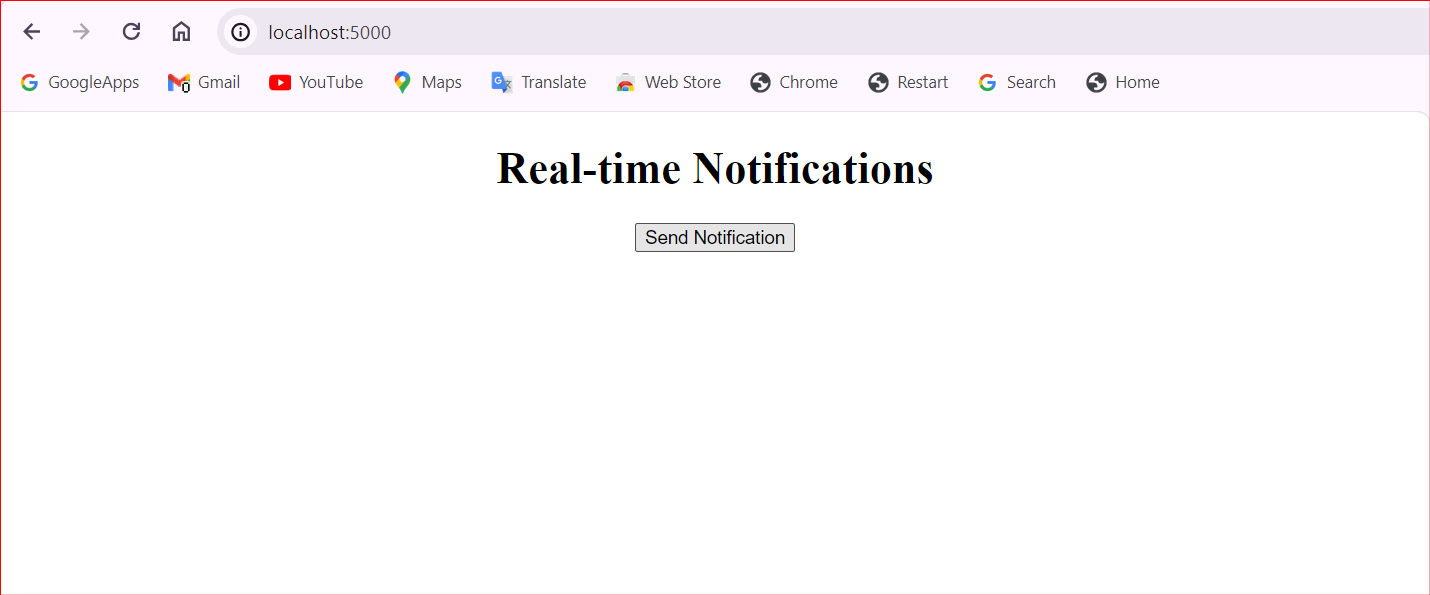 localhost:5000
GoogleApps Gmail YouTube Maps Translate Web Store Chrome Restart Search Home
Real-time Notifications
Send Notification